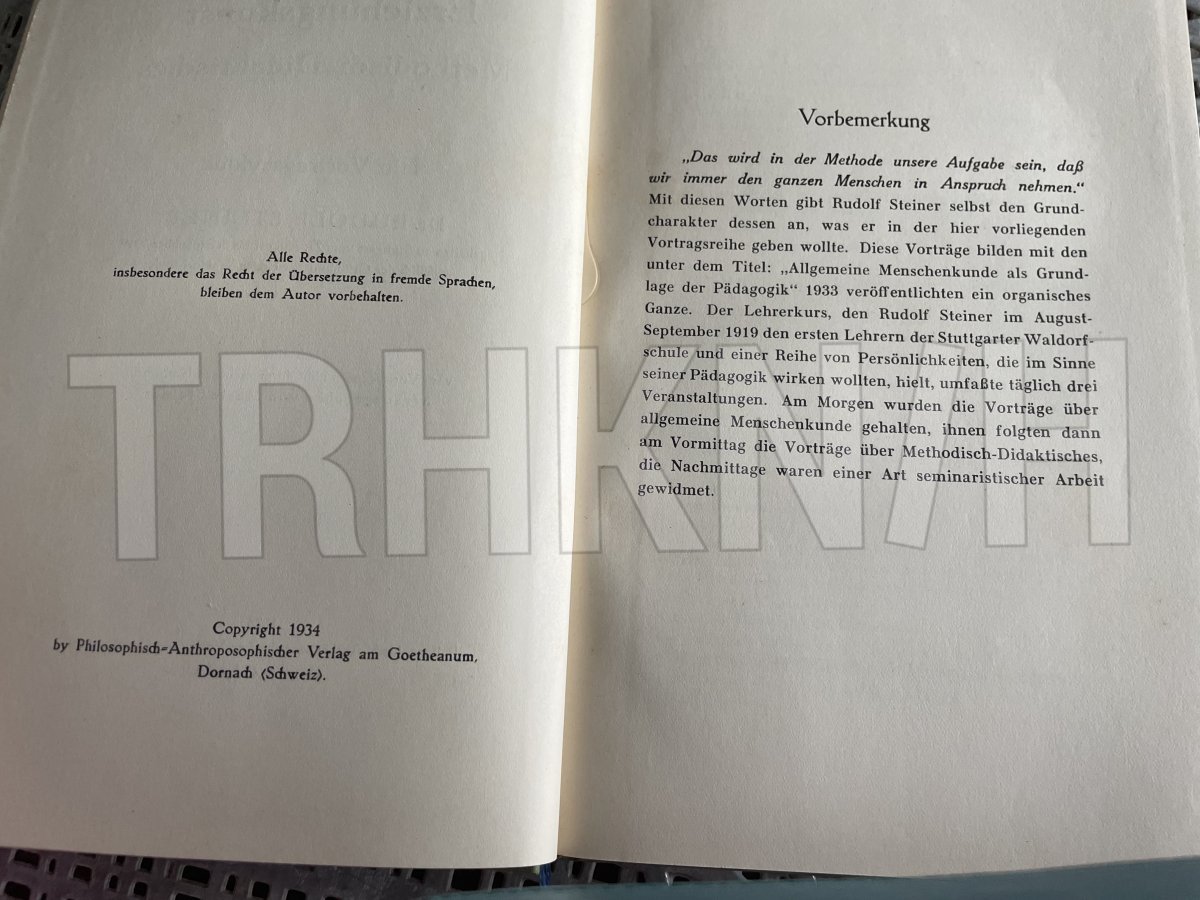 Alle Rechte,
insbesondere das Recht der Übersetzung in fremde Sprachen,
bleiben dem Autor vorbehalten.
Copyright 1934
by Philosophisch-Anthroposophischer Verlag am Goetheanum,
Dornach (Schweiz).
Vorbemerkung
„Das wird in der Methode unsere Aufgabe sein, daß
wir immer den ganzen Menschen in Anspruch nehmen.“
Mit diesen Worten gibt Rudolf Steiner selbst den Grund-
charakter dessen an, was er in der hier vorliegenden
Vortragsreihe geben wollte. Diese Vorträge bilden mit den
unter dem Titel: „Allgemeine Menschenkunde als Grund-
lage der Pädagogik“ 1933 veröffentlichten ein organisches
Ganze. Der Lehrerkurs, den Rudolf Steiner im August-
September 1919 den ersten Lehrern der Stuttgarter Waldorf-
schule und einer Reihe von Persönlichkeiten, die im Sinne
seiner Pädagogik wirken wollten, hielt, umfaßte täglich drei
Veranstaltungen. Am Morgen wurden die Vorträge über
allgemeine Menschenkunde gehalten, ihnen folgten dann
am Vormittag die Vorträge über Methodisch-Didaktisches,
die Nachmittage waren einer Art seminaristischer Arbeit
gewidmet.
TRHKN/H